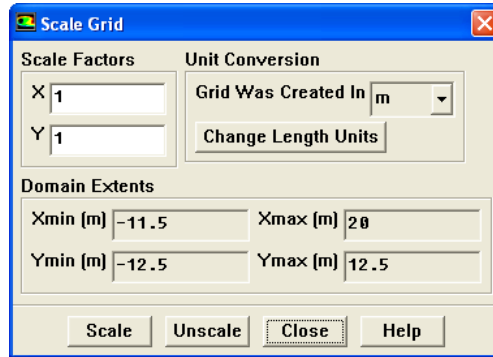 Scale Grid
Scale Factors
X 1
Y 1
Unit Conversion
Grid Was Created In m
Change Length Units
Domain Extents
Xmin (m) -11.5 Xmax (m) 20
Ymin (m) -12.5 Ymax (m) 12.5
Scale Unscale Close Help